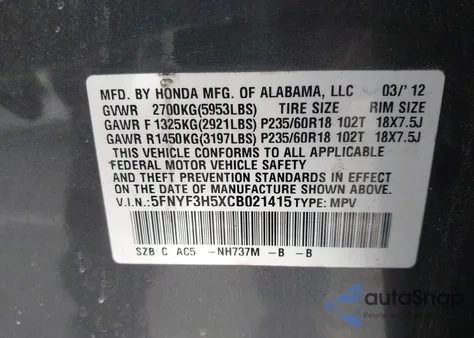 MFD. BY HONDA MFG. OF ALABAMA, LLC 03/'12
GVWR 2700KG(5953LBS) TIRE SIZE RIM SIZE
GAWR F 1325KG(2921LBS) P235/60R18 102T 18X7.5J
GAWR R1450KG(3197LBS) P235/60R18 102T 18X7.5J
THIS VEHICLE CONFORMS TO ALL APPLICABLE
FEDERAL MOTOR VEHICLE SAFETY
AND THEFT PREVENTION STANDARDS IN EFFECT
ON THE DATE OF MANUFACTURE SHOWN ABOVE.
V.I.N.:5FNYF3H5XCB021415 TYPE: MPV
SZB C AC5 -NH737M -B -B
autoSnap